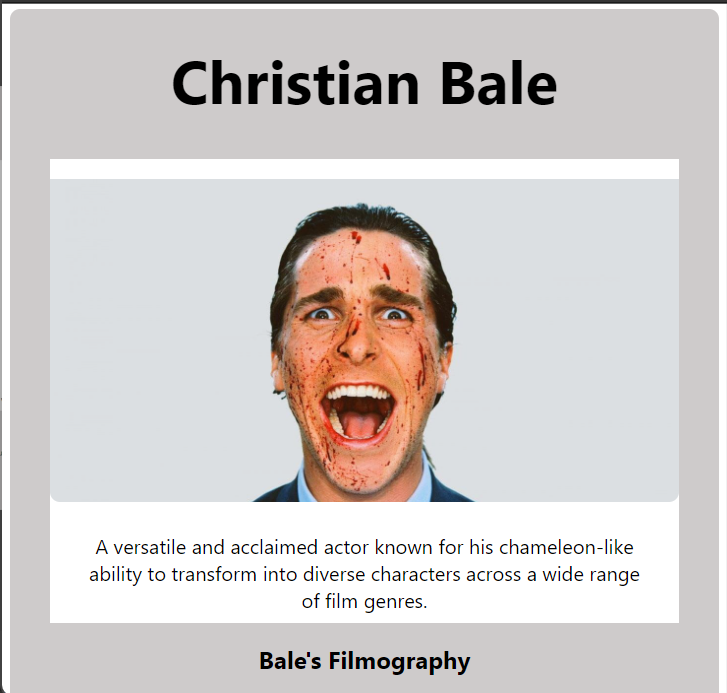 Christian Bale
A versatile and acclaimed actor known for his chameleon-like
ability to transform into diverse characters across a wide range
of film genres.
Bale's Filmography